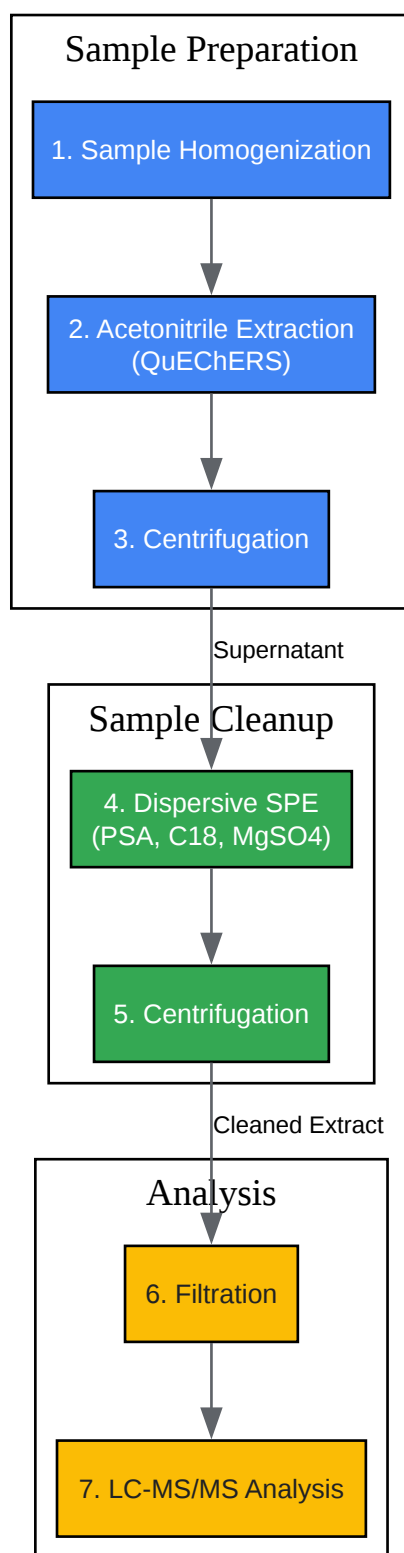 Sample Preparation
1. Sample Homogenization
2. Acetonitrile Extraction
(QuEChERS)
3. Centrifugation
Supernatant
Sample Cleanup
4. Dispersive SPE
(PSA, C18, MgSO4)
5. Centrifugation
Cleaned Extract
Analysis
6. Filtration
7. LC-MS/MS Analysis